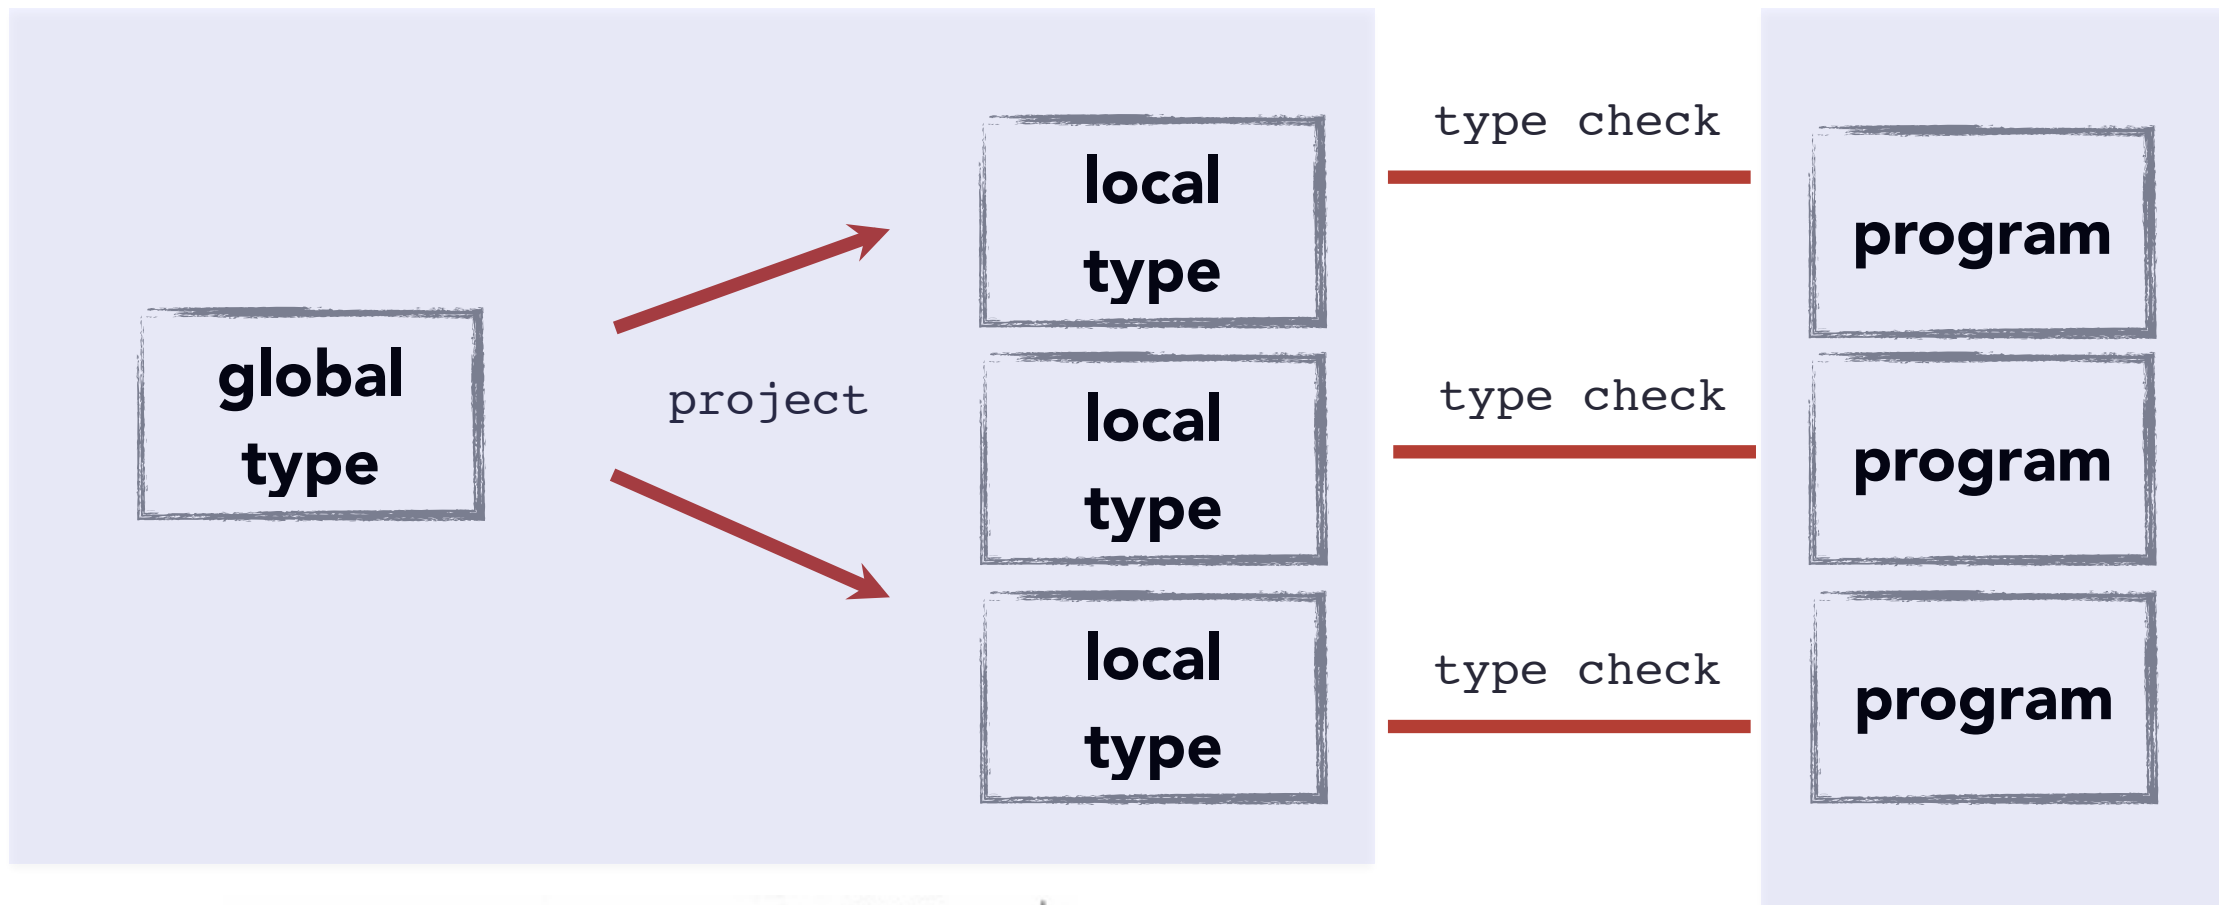 global
type
project
local
type
local
type
local
type
type check
type check
type check
program
program
program